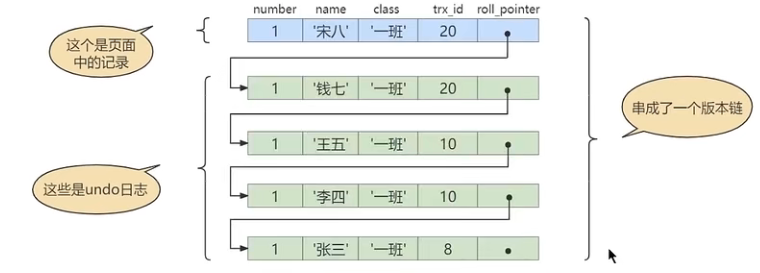 number name class trx_id roll_pointer
这个是页面
中的记录
1 '宋八' '一班' 20
1 '钱七' '一班' 20
串成了一个版本链
1 '王五' '一班' 10
这些是undo日志
1 '李四' '一班' 10
1 '张三' '一班' 8